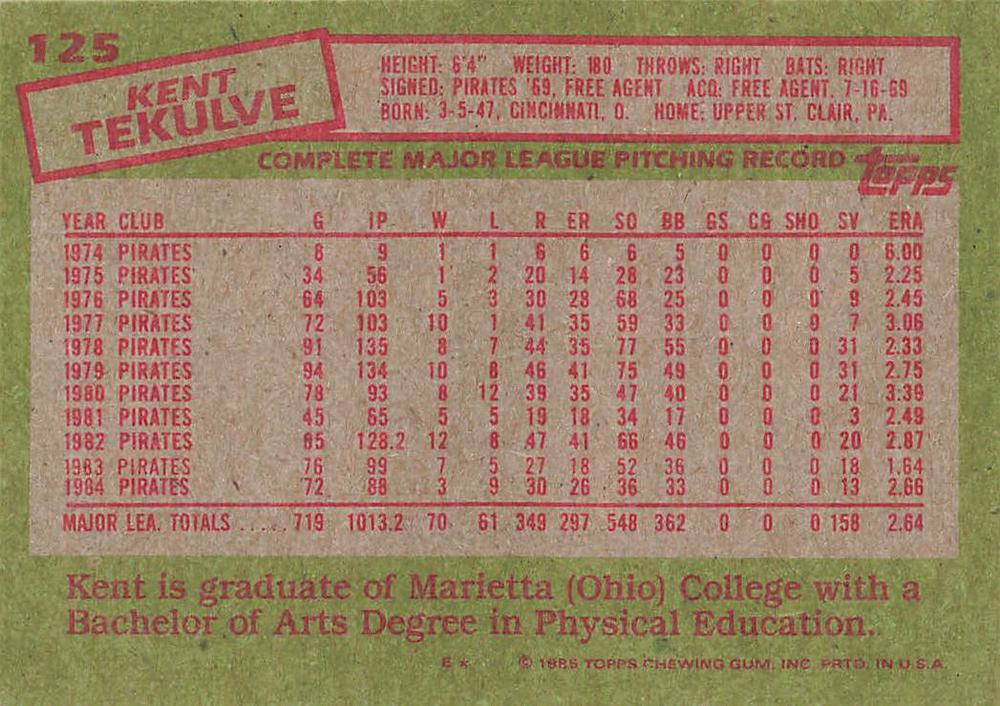 125
KENT
TEKULVE
HEIGHT: 6'4" WEIGHT: 180 THROWS: RIGHT BATS: RIGHT
SIGNED: PIRATES '69, FREE AGENT ACQ: FREE AGENT, 7-16-69
BORN: 3-5-47, CINCINNATI, O. HOME: UPPER ST. CLAIR, PA.
COMPLETE MAJOR LEAGUE PITCHING RECORD
topps
YEAR CLUB G IP W L R ER SO BB GS CG SHO SV ERA
1974 PIRATES 8 9 1 1 6 6 6 5 0 0 0 0 6.00
1975 PIRATES 34 56 1 2 20 14 28 23 0 0 0 5 2.25
1976 PIRATES 64 103 5 3 30 28 68 25 0 0 0 9 2.45
1977 PIRATES 72 103 10 1 41 35 59 33 0 0 0 7 3.06
1978 PIRATES 91 135 8 7 44 35 77 55 0 0 0 31 2.33
1979 PIRATES 94 134 10 8 46 41 75 49 0 0 0 31 2.75
1980 PIRATES 78 93 8 12 39 35 47 40 0 0 0 21 3.39
1981 PIRATES 45 65 5 5 19 18 34 17 0 0 0 3 2.49
1982 PIRATES 85 128.2 12 8 47 41 66 46 0 0 0 20 2.87
1983 PIRATES 76 99 7 5 27 18 52 36 0 0 0 18 1.64
1984 PIRATES 72 88 3 9 30 26 36 33 0 0 0 13 2.66
MAJOR LEA. TOTALS ..... 719 1013.2 70 61 349 297 548 362 0 0 0 158 2.64
Kent is graduate of Marietta (Ohio) College with a
Bachelor of Arts Degree in Physical Education.
E * © 1985 TOPPS CHEWING GUM, INC. PRTD. IN U.S.A.